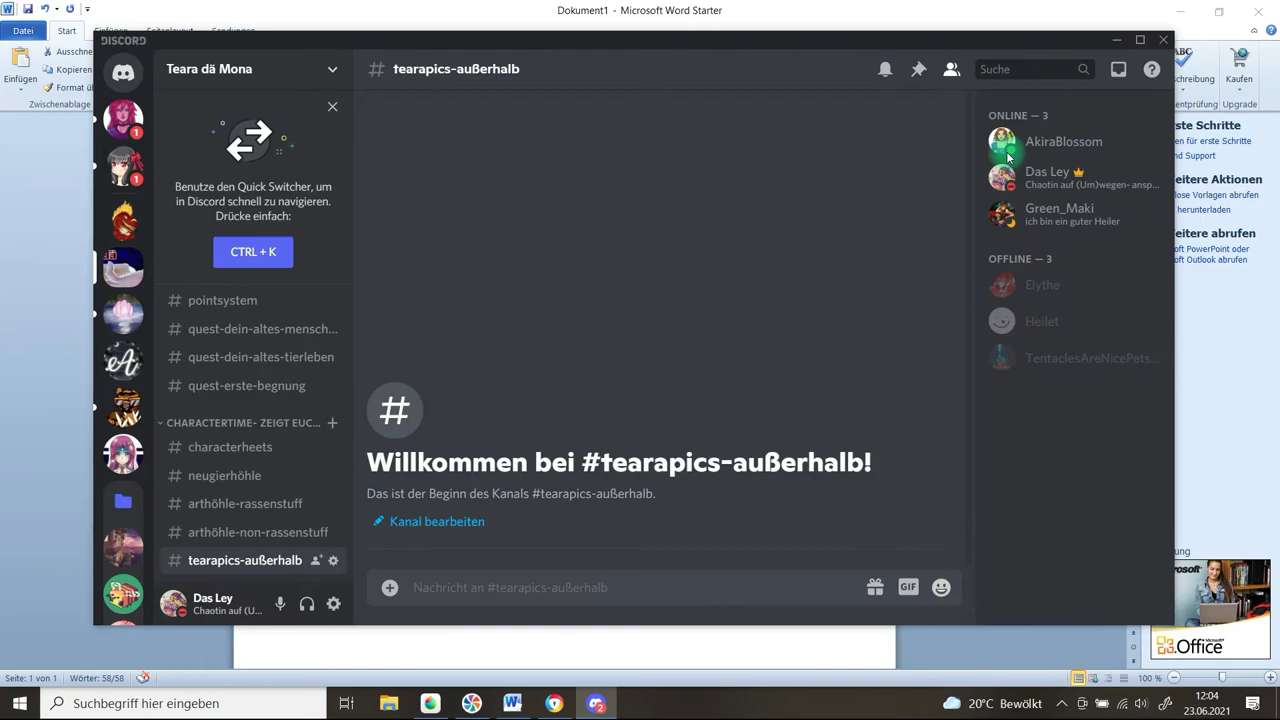 Dokument1 - Microsoft Word Starter
Datei
Start
Einfügen
Ausschne
Kopieren
Format üb
Zwischenablage
ABC
Kaufen
Upgrade
DISCORD
Teara dä Mona
tearapics-außerhalb
Suche
Benutze den Quick Switcher, um
in Discord schnell zu navigieren.
Drücke einfach:
CTRL + K
pointsystem
quest-dein-altes-mensch...
quest-dein-altes-tierleben
quest-erste-begnung
CHARACTERTIME- ZEIGT EUC...
characterheets
neugierhöhle
arthöhle-rassenstuff
arthöhle-non-rassenstuff
tearapics-außerhalb
Das Ley
Chaotin auf (U...
Willkommen bei #tearapics-außerhalb!
Das ist der Beginn des Kanals #tearapics-außerhalb.
Kanal bearbeiten
Nachricht an #tearapics-außerhalb
GIF
ONLINE — 3
AkiraBlossom
Das Ley
Chaotin auf (Um)wegen- ansp...
Green_Maki
ich bin ein guter Heiler
OFFLINE — 3
Elythe
Heilet
TentaclesAreNicePets...
rste Schritte
en für erste Schritte
und Support
eitere Aktionen
lose Vorlagen abrufen
herunterladen
eitere abrufen
soft PowerPoint oder
soft Outlook abrufen
Office
Seite: 1 von 1
Wörter: 58/58
100 %
Suchbegriff hier eingeben
20°C Bewölkt
12:04
23.06.2021